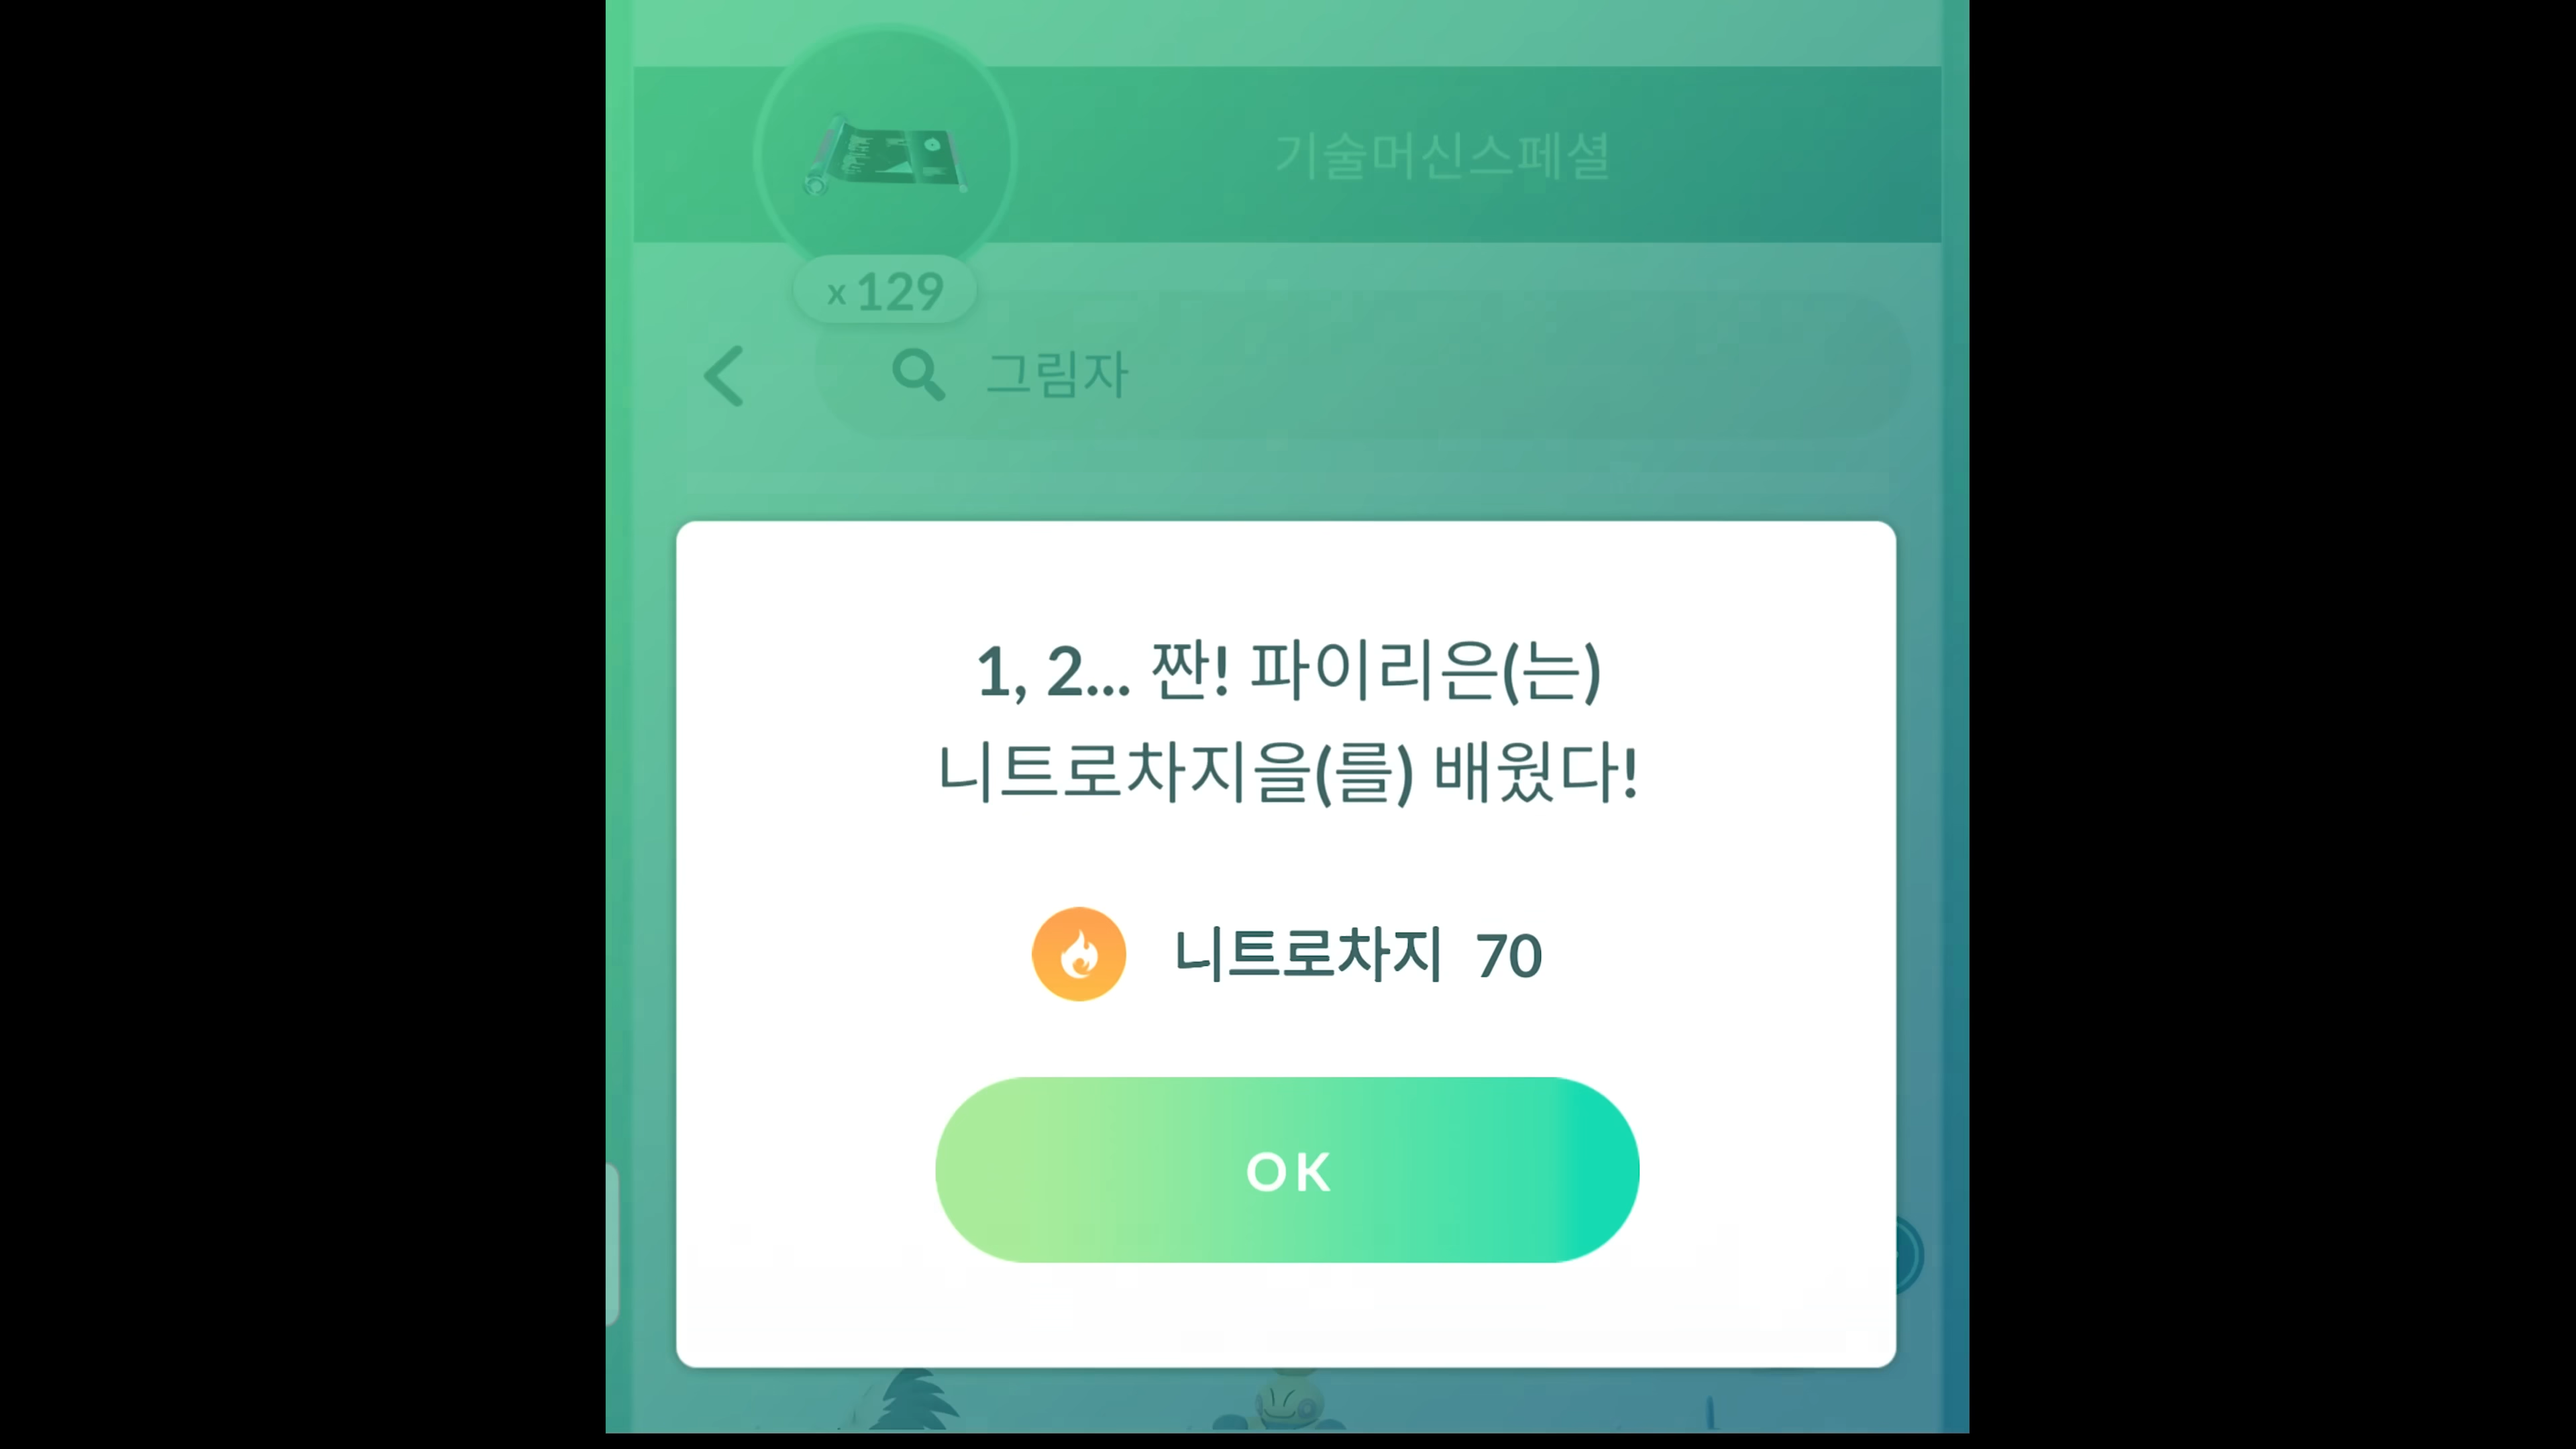 기술머신스페셜
x 129
그림자
1, 2... 짠! 파이리은(는)
니트로차지을(를) 배웠다!
니트로차지 70
OK